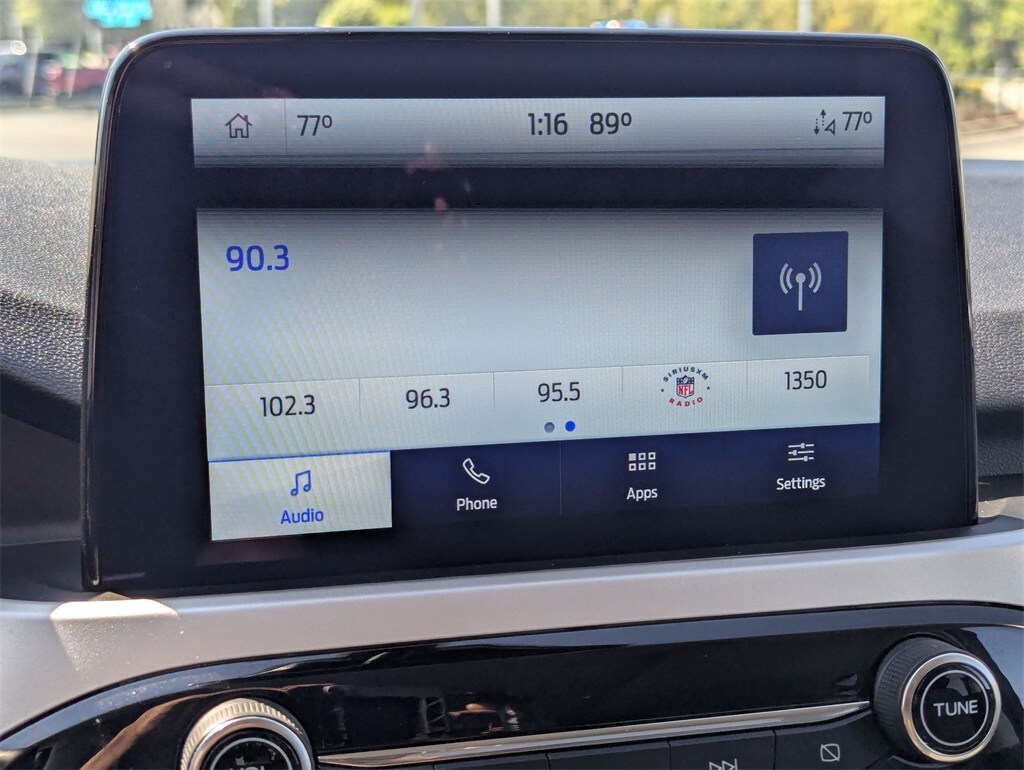 77° 1:16 89° 77°
90.3
102.3 96.3 95.5 SIRIUSXM NFL RADIO 1350
Audio Phone Apps Settings
TUNE
VOL